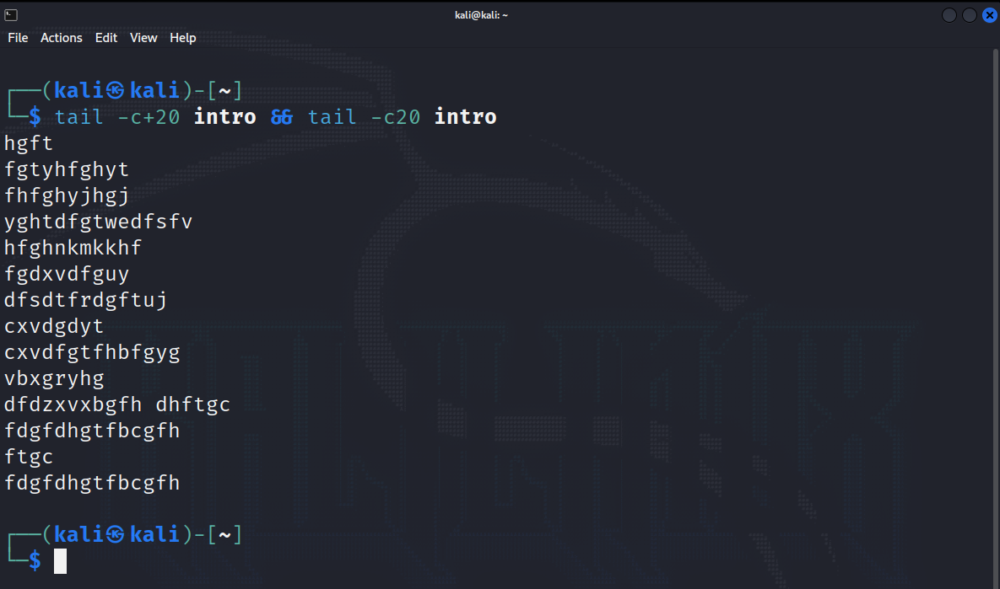 kali@kali: ~
File Actions Edit View Help
┌──(kali㉿kali)-[~]
└─$ tail -c+20 intro && tail -c20 intro
hgft
fgtyhfghyt
fhfghyjhgj
yghtdfgtwedfsfv
hfghnkmkkhf
fgdxvdfguy
dfsdtfrdgftuj
cxvdgdyt
cxvdfgtfhbfgyg
vbxgryhg
dfdzxvxbgfh dhftgc
fdgfdhgtfbcgfh
ftgc
fdgfdhgtfbcgfh
┌──(kali㉿kali)-[~]
└─$